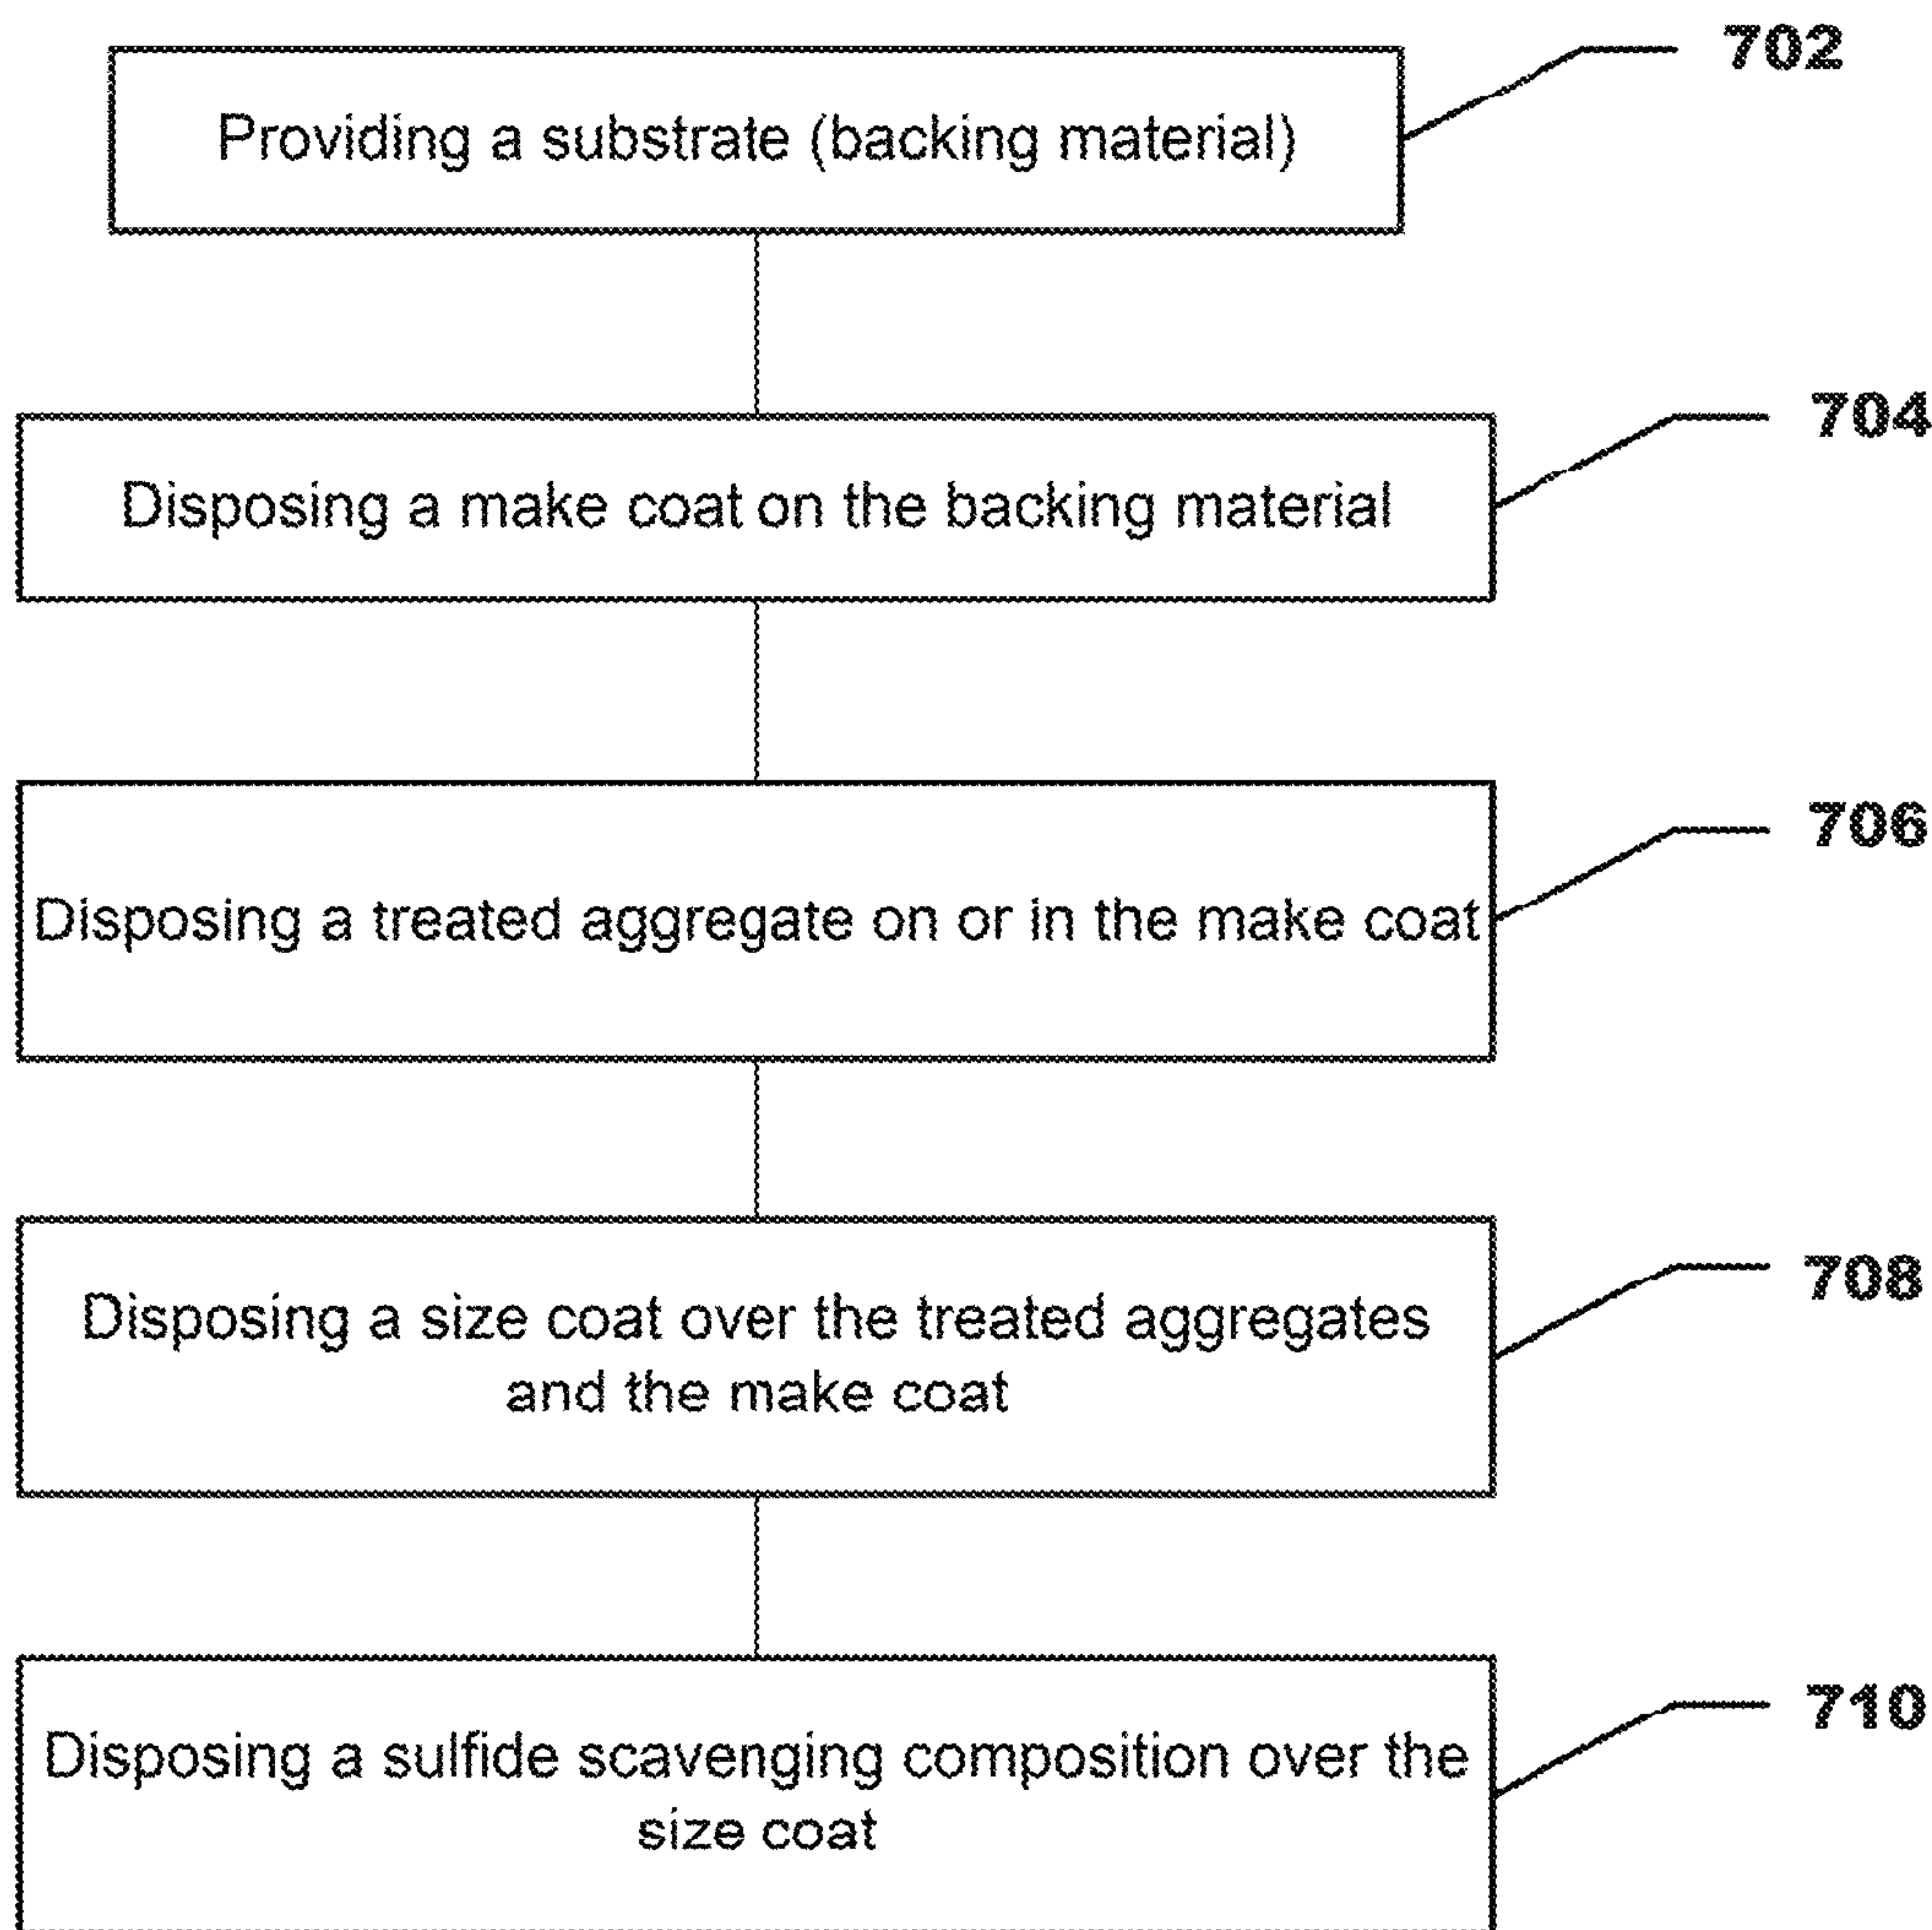 702
Providing a substrate (backing material)
704
Disposing a make coat on the backing material
706
Disposing a treated aggregate on or in the make coat
708
Disposing a size coat over the treated aggregates
and the make coat
710
Disposing a sulfide scavenging composition over the
size coat